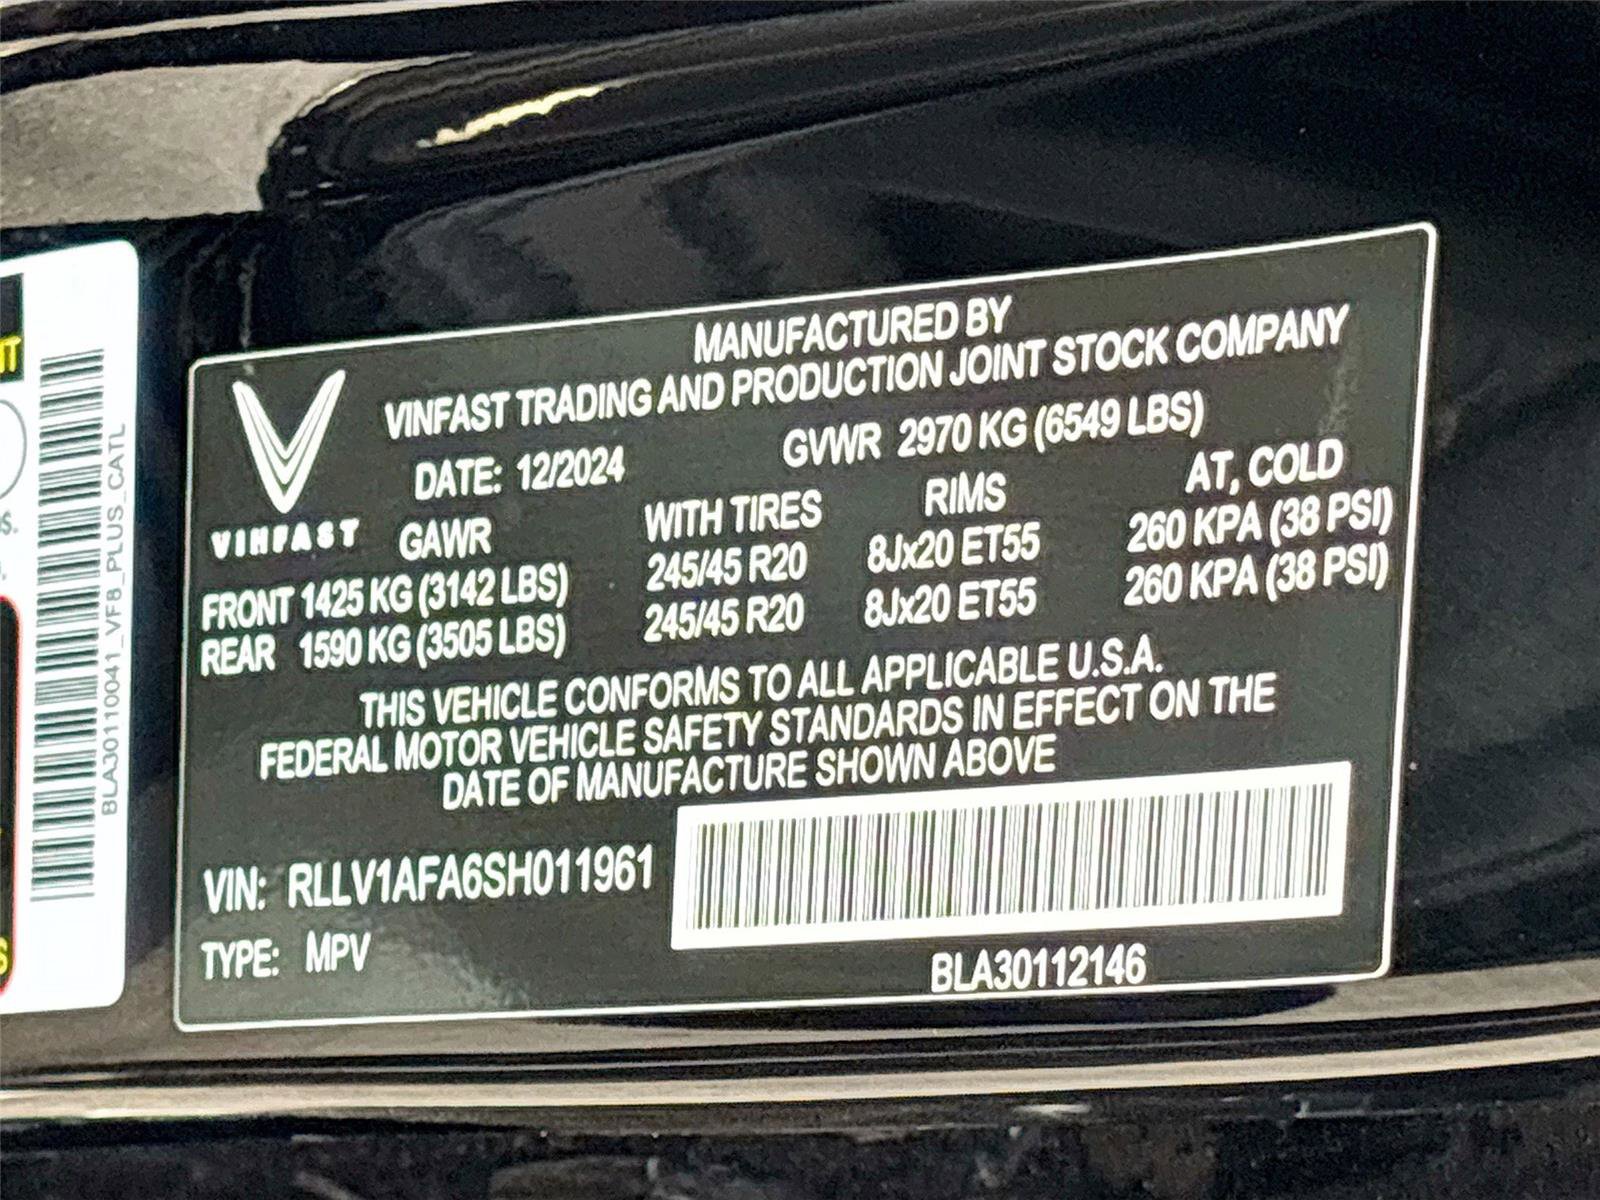 MANUFACTURED BY
VINFAST TRADING AND PRODUCTION JOINT STOCK COMPANY
DATE: 12/2024 GVWR 2970 KG (6549 LBS)
VINFAST
GAWR WITH TIRES RIMS AT, COLD
FRONT 1425 KG (3142 LBS) 245/45 R20 8Jx20 ET55 260 KPA (38 PSI)
REAR 1590 KG (3505 LBS) 245/45 R20 8Jx20 ET55 260 KPA (38 PSI)
THIS VEHICLE CONFORMS TO ALL APPLICABLE U.S.A.
FEDERAL MOTOR VEHICLE SAFETY STANDARDS IN EFFECT ON THE
DATE OF MANUFACTURE SHOWN ABOVE
VIN: RLLV1AFA6SH011961
TYPE: MPV
BLA30112146
BLA30110041_VF8_PLUS_CATL